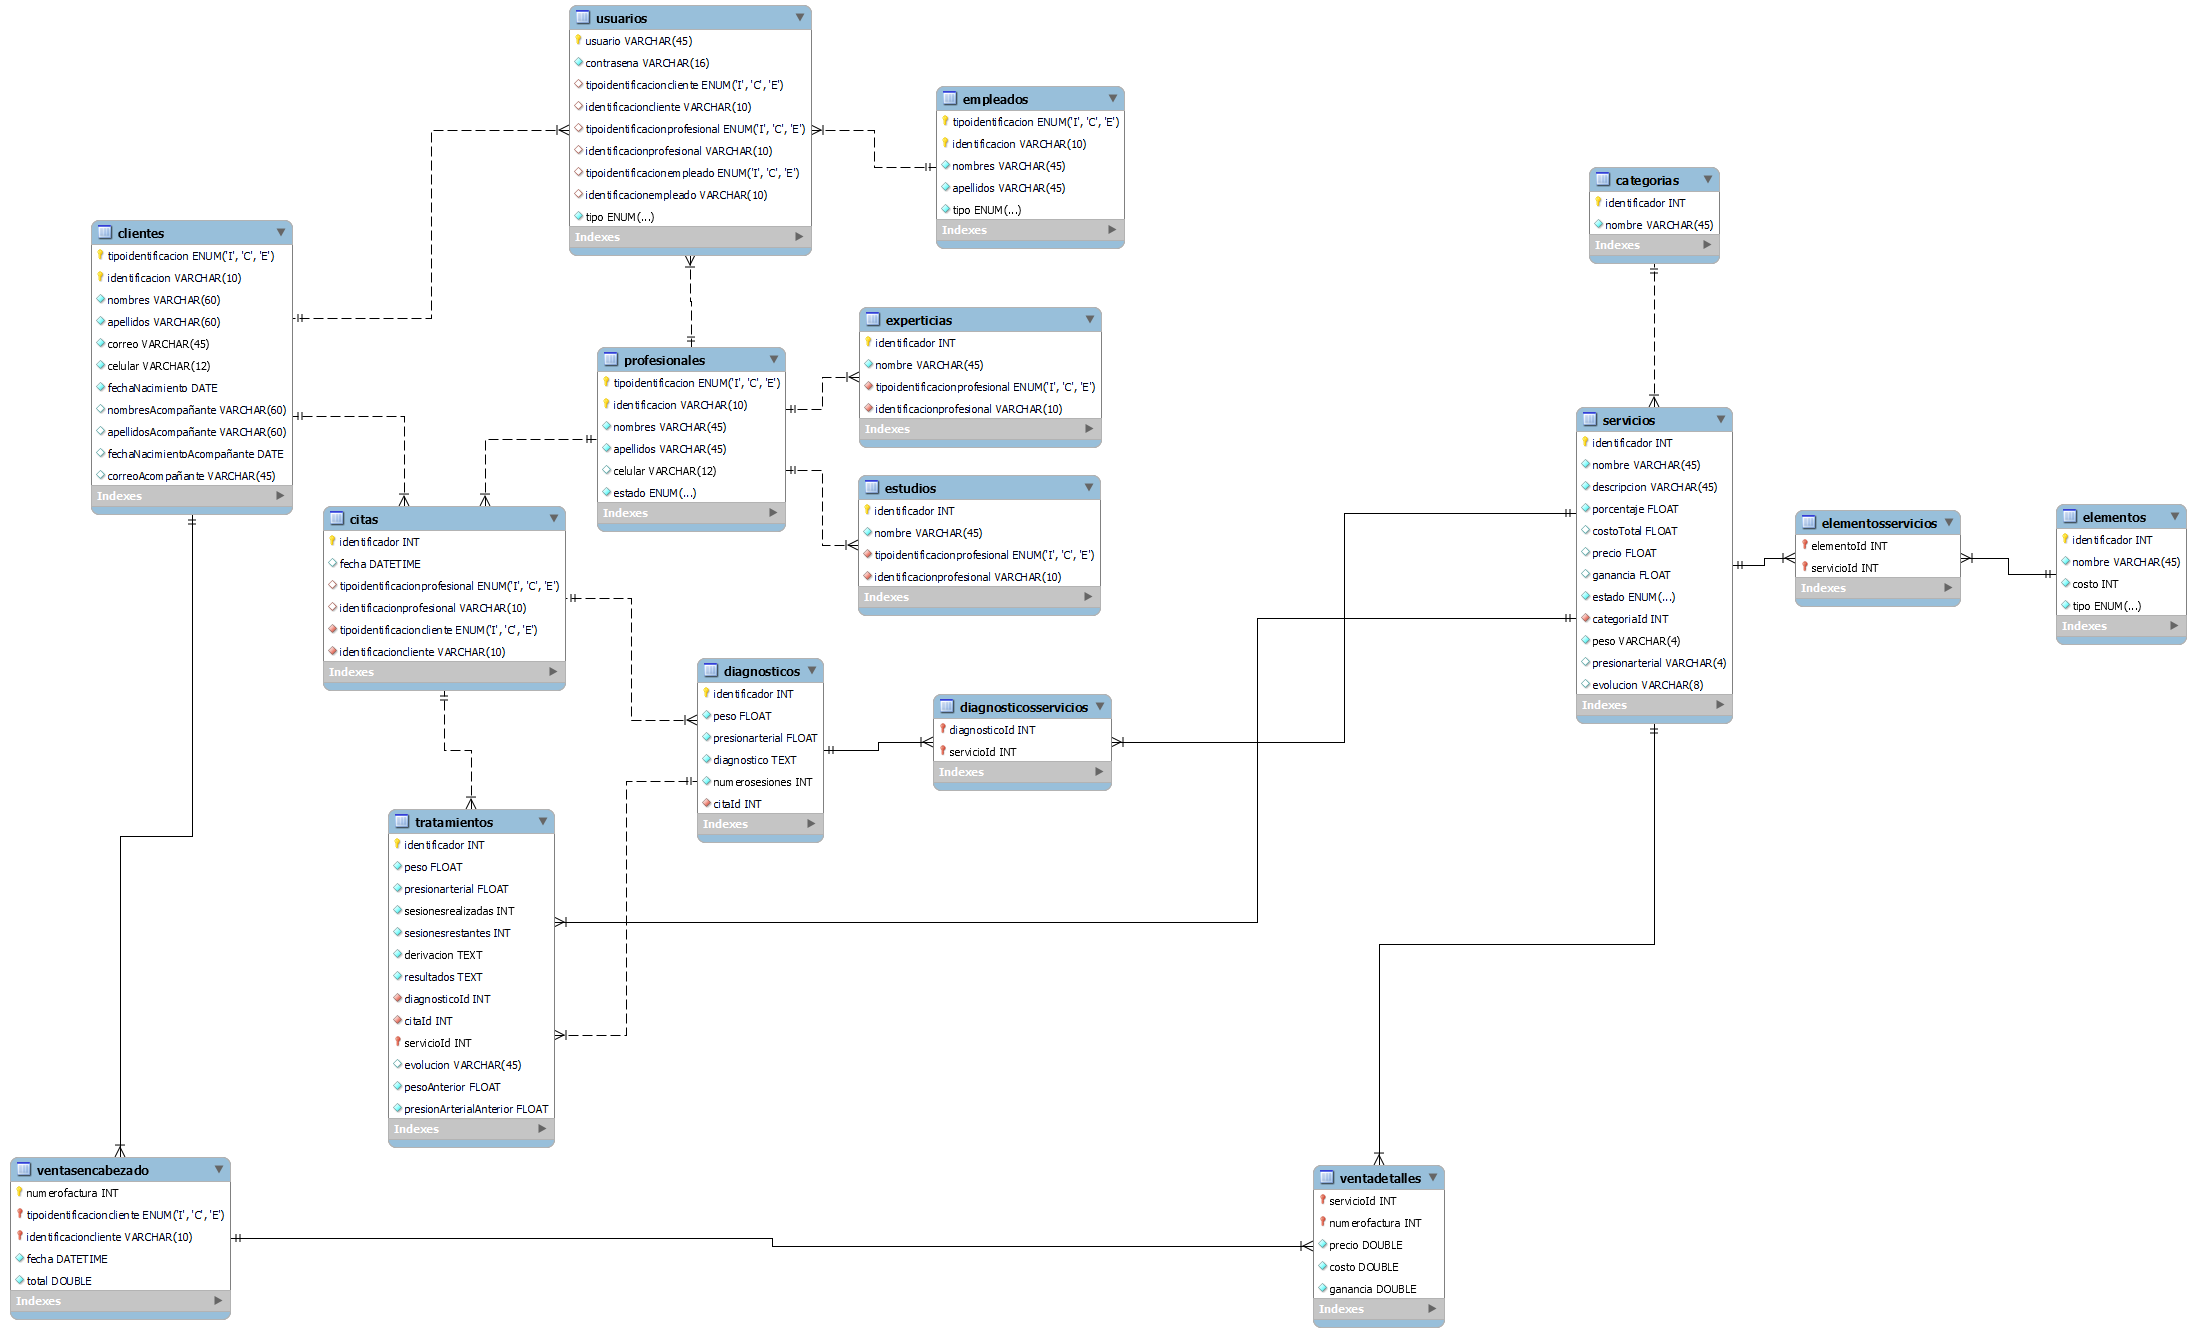 usuarios
usuario VARCHAR(45)
contrasena VARCHAR(16)
tipoidentificacioncliente ENUM('I', 'C', 'E')
identificacioncliente VARCHAR(10)
tipoidentificacionprofesional ENUM('I', 'C', 'E')
identificacionprofesional VARCHAR(10)
tipoidentificacionempleado ENUM('I', 'C', 'E')
identificacionempleado VARCHAR(10)
tipo ENUM(...)
Indexes
empleados
tipoidentificacion ENUM('I', 'C', 'E')
identificacion VARCHAR(10)
nombres VARCHAR(45)
apellidos VARCHAR(45)
tipo ENUM(...)
Indexes
categorias
identificador INT
nombre VARCHAR(45)
Indexes
clientes
tipoidentificacion ENUM('I', 'C', 'E')
identificacion VARCHAR(10)
nombres VARCHAR(60)
apellidos VARCHAR(60)
correo VARCHAR(45)
celular VARCHAR(12)
fechaNacimiento DATE
nombresAcompañante VARCHAR(60)
apellidosAcompañante VARCHAR(60)
fechaNacimientoAcompañante DATE
correoAcompañante VARCHAR(45)
Indexes
profesionales
tipoidentificacion ENUM('I', 'C', 'E')
identificacion VARCHAR(10)
nombres VARCHAR(45)
apellidos VARCHAR(45)
celular VARCHAR(12)
estado ENUM(...)
Indexes
experticias
identificador INT
nombre VARCHAR(45)
tipoidentificacionprofesional ENUM('I', 'C', 'E')
identificacionprofesional VARCHAR(10)
Indexes
estudios
identificador INT
nombre VARCHAR(45)
tipoidentificacionprofesional ENUM('I', 'C', 'E')
identificacionprofesional VARCHAR(10)
Indexes
servicios
identificador INT
nombre VARCHAR(45)
descripcion VARCHAR(45)
porcentaje FLOAT
costoTotal FLOAT
precio FLOAT
ganancia FLOAT
estado ENUM(...)
categoriaId INT
peso VARCHAR(4)
presionarterial VARCHAR(4)
evolucion VARCHAR(8)
Indexes
elementosservicios
elementoId INT
servicioId INT
Indexes
elementos
identificador INT
nombre VARCHAR(45)
costo INT
tipo ENUM(...)
Indexes
citas
identificador INT
fecha DATETIME
tipoidentificacionprofesional ENUM('I', 'C', 'E')
identificacionprofesional VARCHAR(10)
tipoidentificacioncliente ENUM('I', 'C', 'E')
identificacioncliente VARCHAR(10)
Indexes
diagnosticos
identificador INT
peso FLOAT
presionarterial FLOAT
diagnostico TEXT
numerosesiones INT
citaId INT
Indexes
diagnosticosservicios
diagnosticoId INT
servicioId INT
Indexes
tratamientos
identificador INT
peso FLOAT
presionarterial FLOAT
sesionesrealizadas INT
sesionesrestantes INT
derivacion TEXT
resultados TEXT
diagnosticoId INT
citaId INT
servicioId INT
evolucion VARCHAR(45)
pesoAnterior FLOAT
presionArterialAnterior FLOAT
Indexes
ventasencabezado
numerofactura INT
tipoidentificacioncliente ENUM('I', 'C', 'E')
identificacioncliente VARCHAR(10)
fecha DATETIME
total DOUBLE
Indexes
ventadetalles
servicioId INT
numerofactura INT
precio DOUBLE
costo DOUBLE
ganancia DOUBLE
Indexes